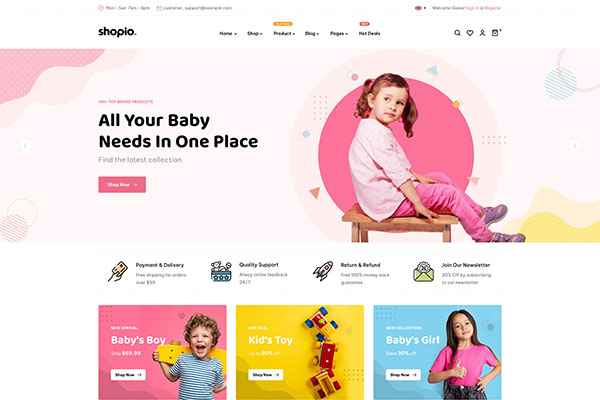 Mon - Sun: 7am - 8pm
customer_support@example.com
Welcome Guest! Sign in or Register
shopio.
Home
Shop
FEATURED
Product
Blog
Pages
HOT
Hot Deals
100+ TOP BRAND PRODUCTS
All Your Baby
Needs In One Place
Find the latest collection
Shop Now
Payment & Delivery
Free shipping for orders
over $99
Quality Support
Alway online feedback
24/7
Return & Refund
Free 100% money back
guarantee
Join Our Newsletter
20% Off by subscribing
to our newsletter
NEW ARRIVAL
Baby's Boy
Only $59.99
Shop Now
HOT DEAL
Kid's Toy
Up to 50% off
Shop Now
NEW COLLECTION
Baby's Girl
Save 30% off
Shop Now